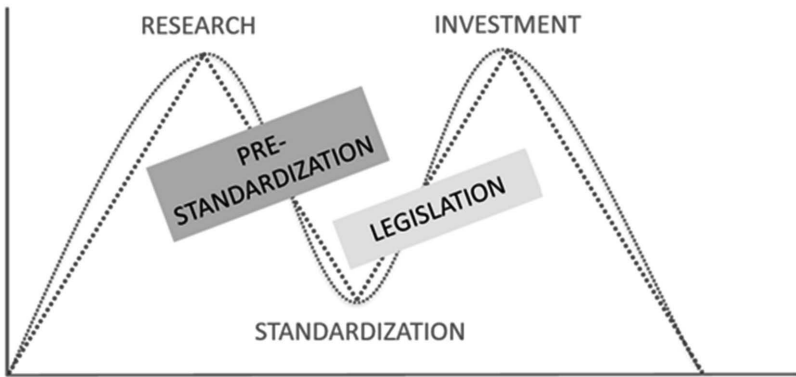 RESEARCH
INVESTMENT
PRE-
STANDARDIZATION
LEGISLATION
STANDARDIZATION